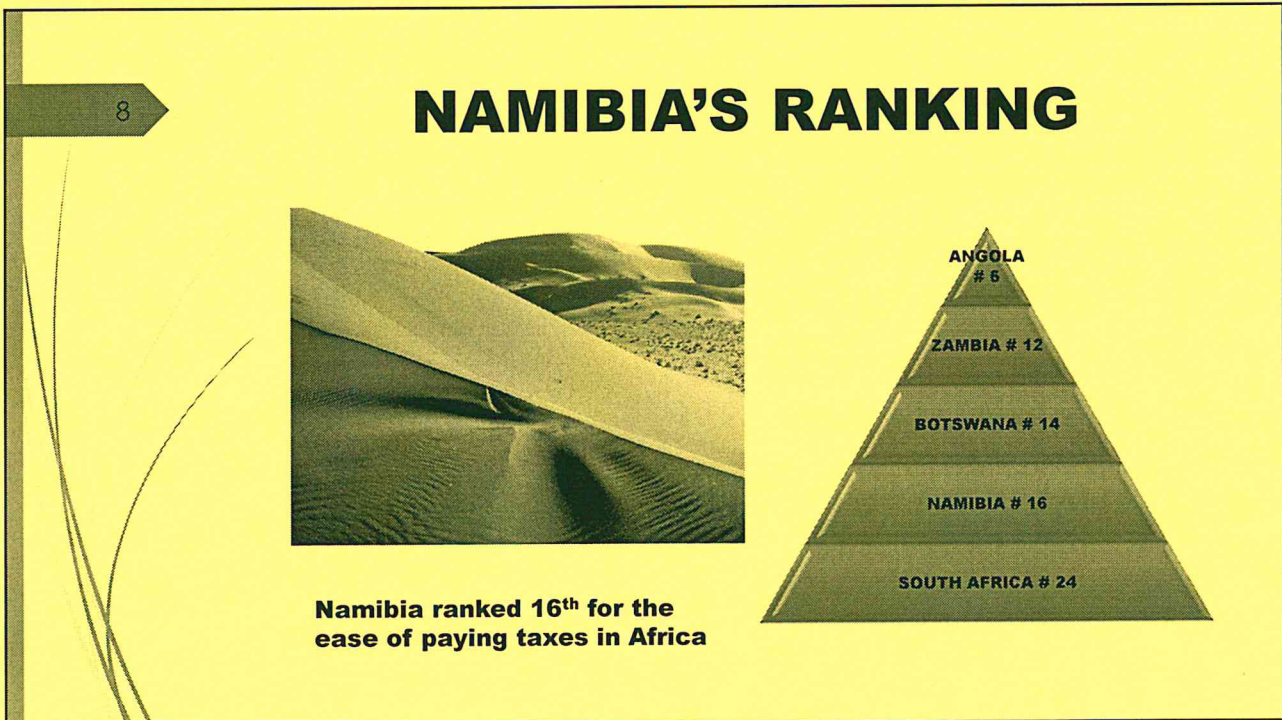 8
NAMIBIA'S RANKING
ANGOLA
# 6
ZAMBIA # 12
BOTSWANA # 14
NAMIBIA # 16
SOUTH AFRICA # 24
Namibia ranked 16th for the
ease of paying taxes in Africa